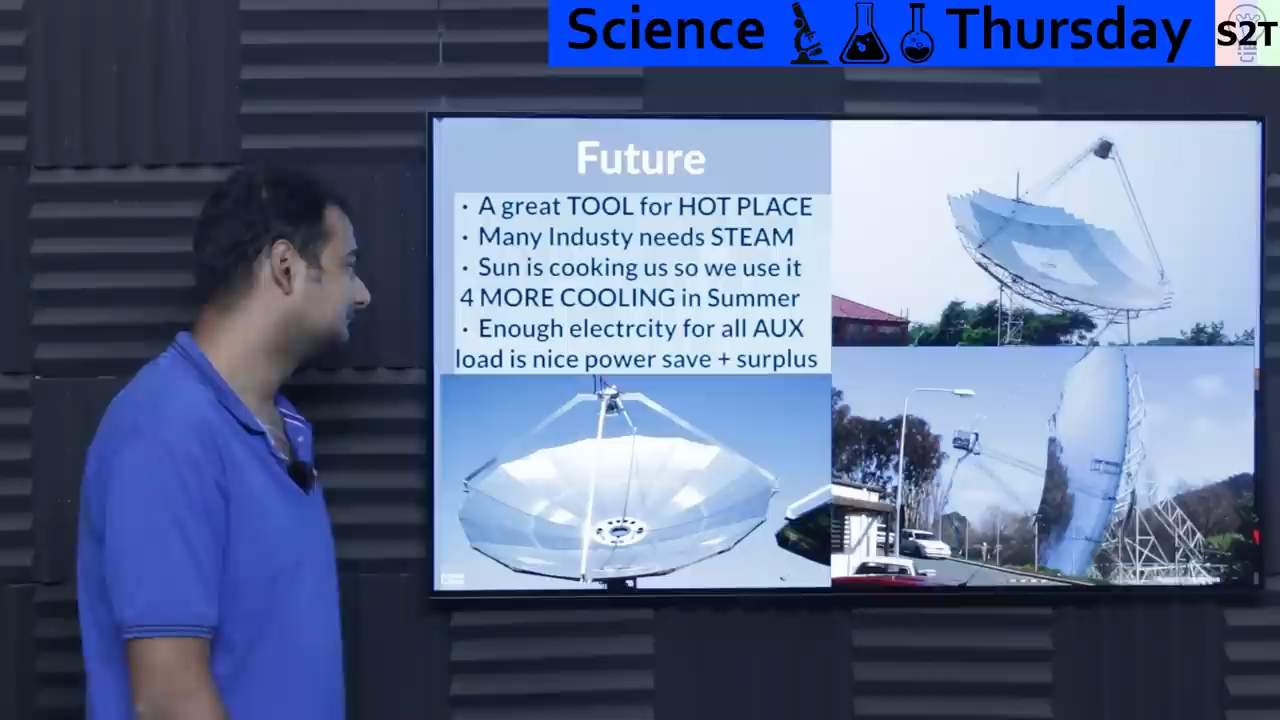 Science Thursday
S2T
Future
· A great TOOL for HOT PLACE
· Many Industy needs STEAM
· Sun is cooking us so we use it
4 MORE COOLING in Summer
· Enough electrcity for all AUX
load is nice power save + surplus